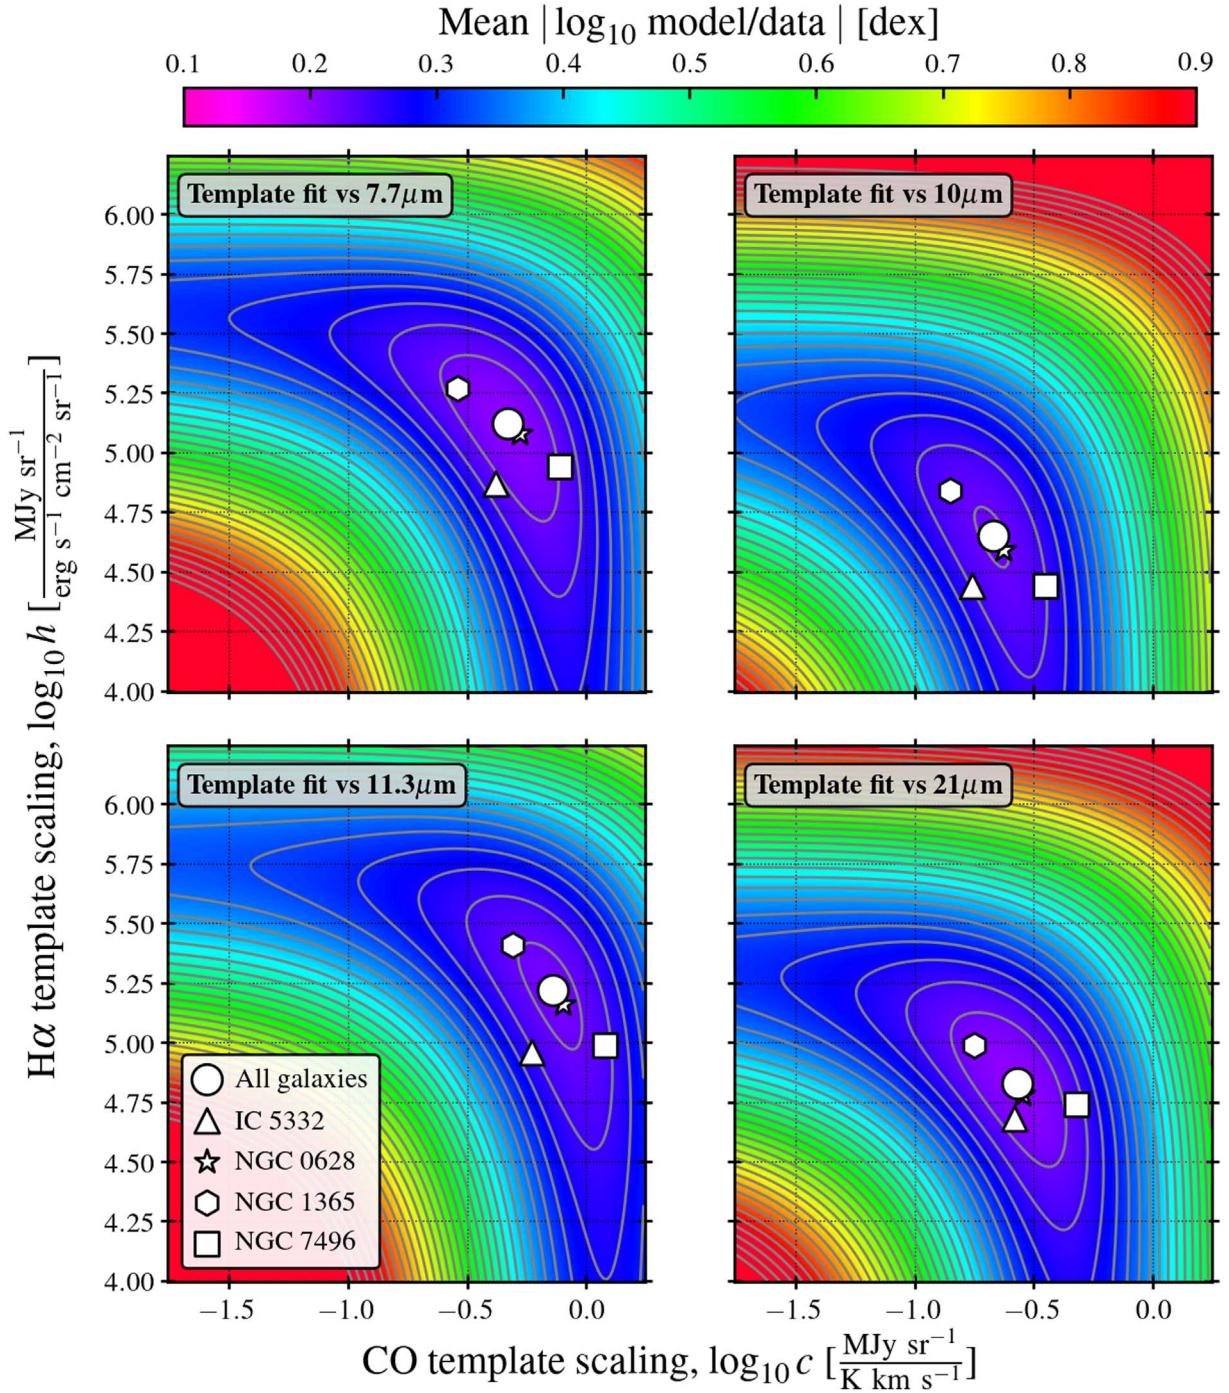 Mean | log₁₀ model/data | [dex]
0.1 0.2 0.3 0.4 0.5 0.6 0.7 0.8 0.9
Template fit vs 7.7μm
Template fit vs 10μm
6.00
5.75
5.50
5.25
5.00
4.75
4.50
4.25
4.00
Hα template scaling, log₁₀ h [MJy sr⁻¹ / erg s⁻¹ cm⁻² sr⁻¹]
Template fit vs 11.3μm
Template fit vs 21μm
6.00
5.75
5.50
5.25
5.00
4.75
4.50
4.25
4.00
All galaxies
IC 5332
NGC 0628
NGC 1365
NGC 7496
−1.5 −1.0 −0.5 0.0
−1.5 −1.0 −0.5 0.0
CO template scaling, log₁₀ c [MJy sr⁻¹ / K km s⁻¹]